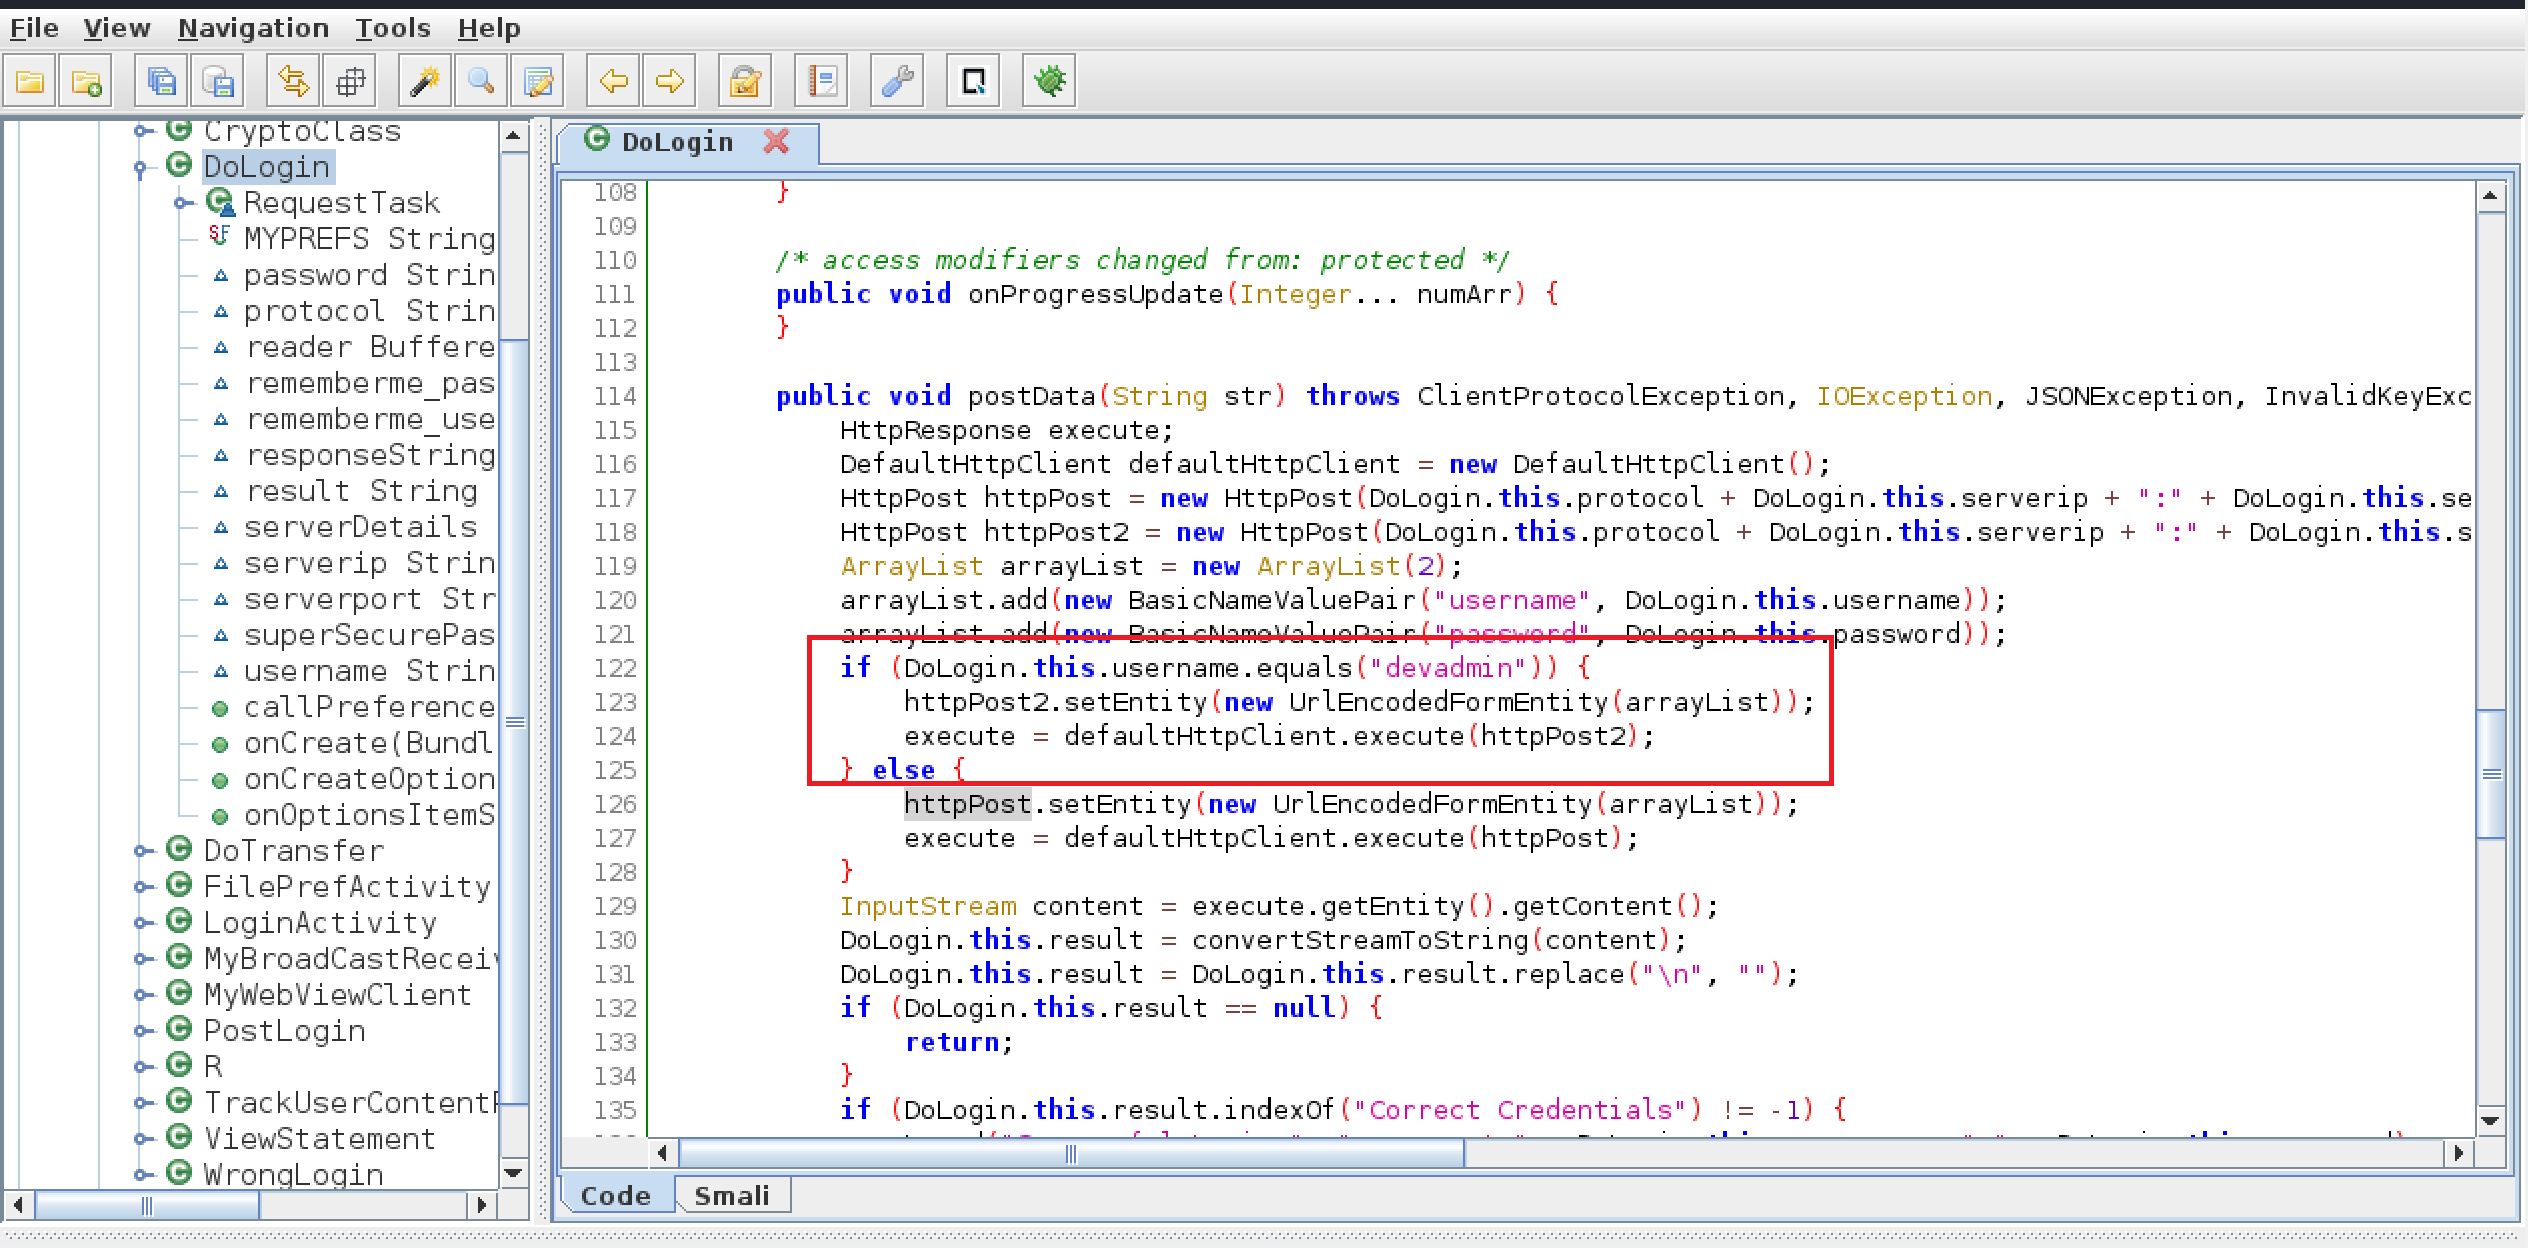 File View Navigation Tools Help
CryptoClass
DoLogin
RequestTask
MYPREFS String
password Strin
protocol Strin
reader Buffere
rememberme_pas
rememberme_use
responseString
result String
serverDetails
serverip Strin
serverport Str
superSecurePas
username Strin
callPreference
onCreate(Bundl
onCreateOption
onOptionsItemS
DoTransfer
FilePrefActivity
LoginActivity
MyBroadCastReceiv
MyWebViewClient
PostLogin
R
TrackUserContentP
ViewStatement
WrongLogin
DoLogin
108 }
109
110 /* access modifiers changed from: protected */
111 public void onProgressUpdate(Integer... numArr) {
112 }
113
114 public void postData(String str) throws ClientProtocolException, IOException, JSONException, InvalidKeyExc
115 HttpResponse execute;
116 DefaultHttpClient defaultHttpClient = new DefaultHttpClient();
117 HttpPost httpPost = new HttpPost(DoLogin.this.protocol + DoLogin.this.serverip + ":" + DoLogin.this.se
118 HttpPost httpPost2 = new HttpPost(DoLogin.this.protocol + DoLogin.this.serverip + ":" + DoLogin.this.s
119 ArrayList arrayList = new ArrayList(2);
120 arrayList.add(new BasicNameValuePair("username", DoLogin.this.username));
121 arrayList.add(new BasicNameValuePair("password", DoLogin.this.password));
122 if (DoLogin.this.username.equals("devadmin")) {
123 httpPost2.setEntity(new UrlEncodedFormEntity(arrayList));
124 execute = defaultHttpClient.execute(httpPost2);
125 } else {
126 httpPost.setEntity(new UrlEncodedFormEntity(arrayList));
127 execute = defaultHttpClient.execute(httpPost);
128 }
129 InputStream content = execute.getEntity().getContent();
130 DoLogin.this.result = convertStreamToString(content);
131 DoLogin.this.result = DoLogin.this.result.replace("\n", "");
132 if (DoLogin.this.result == null) {
133 return;
134 }
135 if (DoLogin.this.result.indexOf("Correct Credentials") != -1) {
Code Smali